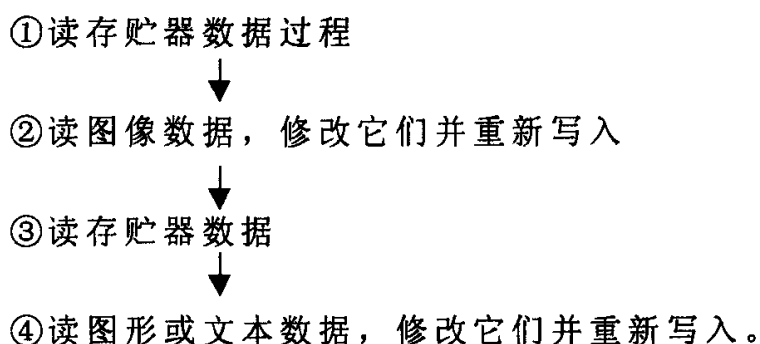 ①读存贮器数据过程
②读图像数据，修改它们并重新写入
③读存贮器数据
④读图形或文本数据，修改它们并重新写入。